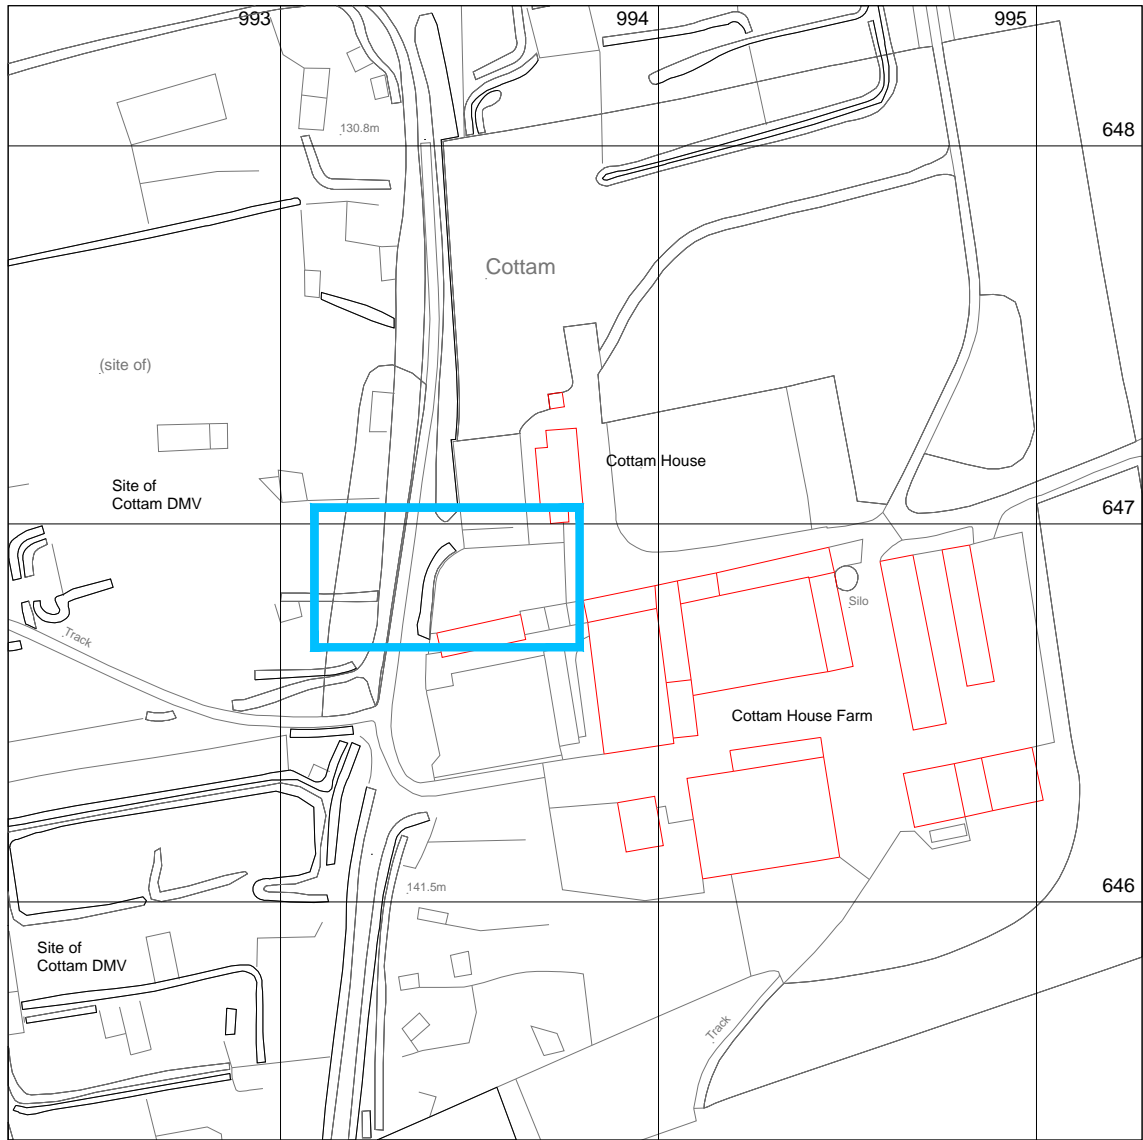 993
994
995
130.8m
648
Cottam
(site of)
Cottam House
Site of
Cottam DMV
647
Silo
Track
Cottam House Farm
141.5m
646
Site of
Cottam DMV
Track